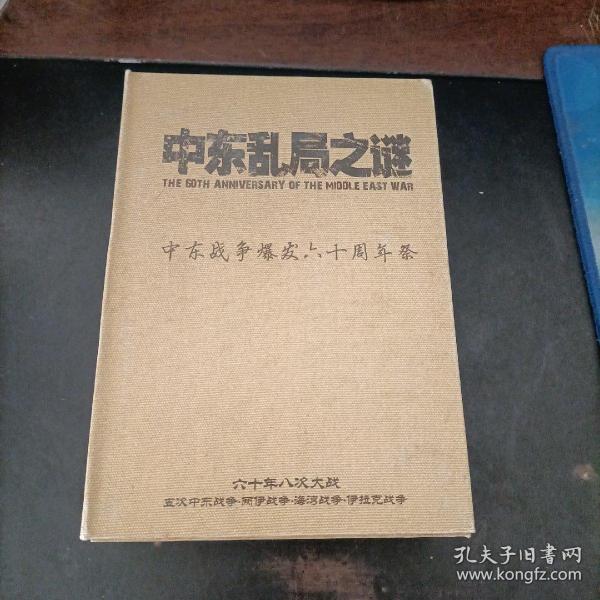 中东乱局之谜
THE 60TH ANNIVERSARY OF THE MIDDLE EAST WAR
中东战争爆发六十周年祭
六十年八次大战
五次中东战争·两伊战争·海湾战争·伊拉克战争
孔夫子旧书网
www.kongfz.com